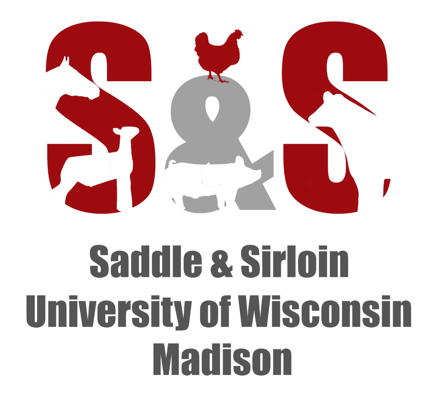 S&S
Saddle & Sirloin
University of Wisconsin
Madison